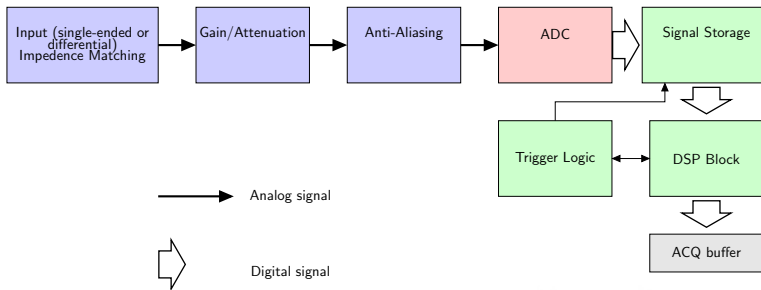 Input (single-ended or
differential)
Impedence Matching
Gain/Attenuation
Anti-Aliasing
ADC
Signal Storage
Trigger Logic
DSP Block
Analog signal
ACQ buffer
Digital signal